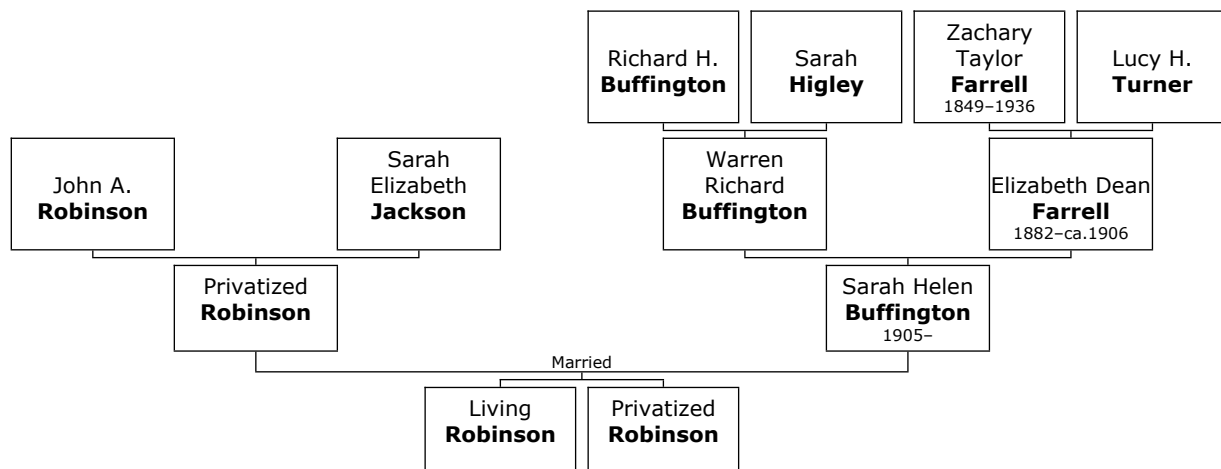 Richard H.
Buffington
Sarah
Higley
Zachary
Taylor
Farrell
1849–1936
Lucy H.
Turner
John A.
Robinson
Sarah
Elizabeth
Jackson
Warren
Richard
Buffington
Elizabeth Dean
Farrell
1882–ca.1906
Privatized
Robinson
Sarah Helen
Buffington
1905–
Married
Living
Robinson
Privatized
Robinson